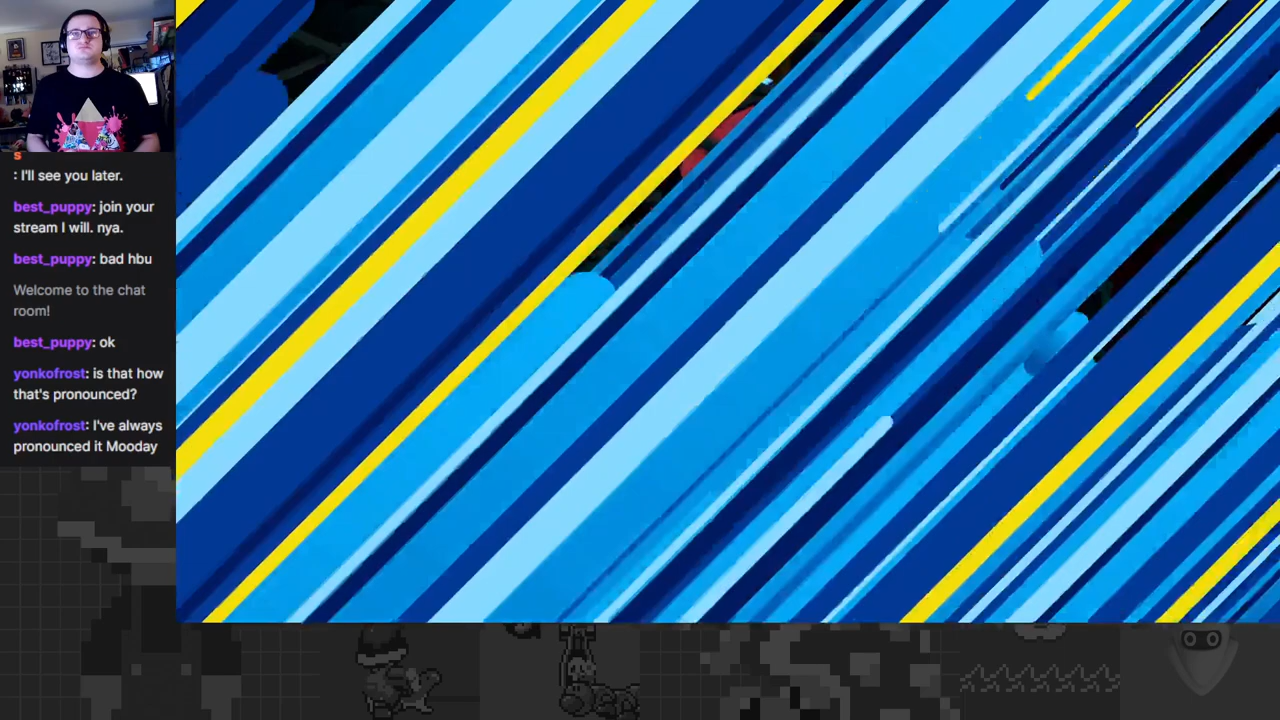 s
: I'll see you later.
best_puppy: join your
stream I will. nya.
best_puppy: bad hbu
Welcome to the chat
room!
best_puppy: ok
yonkofrost: is that how
that's pronounced?
yonkofrost: I've always
pronounced it Mooday